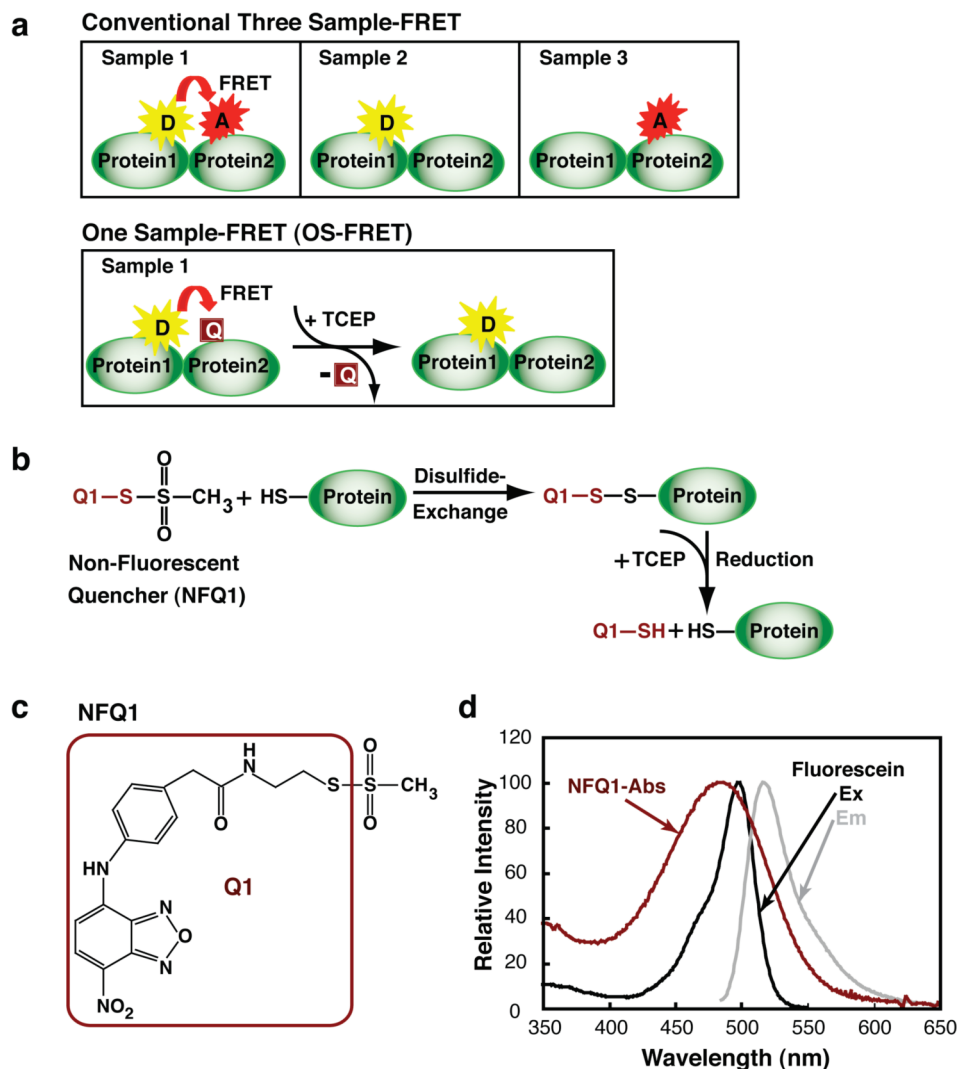 a
Conventional Three Sample-FRET
Sample 1
Sample 2
Sample 3
FRET
D
A
D
A
Protein1
Protein2
Protein1
Protein2
Protein1
Protein2
One Sample-FRET (OS-FRET)
Sample 1
FRET
D
Q
+ TCEP
- Q
D
Protein1
Protein2
Protein1
Protein2
b
Q1-S-S-CH3 + HS-Protein
O
O
Disulfide-
Exchange
Q1-S-S-Protein
Non-Fluorescent
Quencher (NFQ1)
+TCEP
Reduction
Q1-SH+HS-Protein
c
NFQ1
H
N
O
S-S-CH3
O
O
HN
Q1
N
O
N
NO2
d
120
100
80
60
40
20
0
Relative Intensity
NFQ1-Abs
Fluorescein
Ex
Em
350 400 450 500 550 600 650
Wavelength (nm)